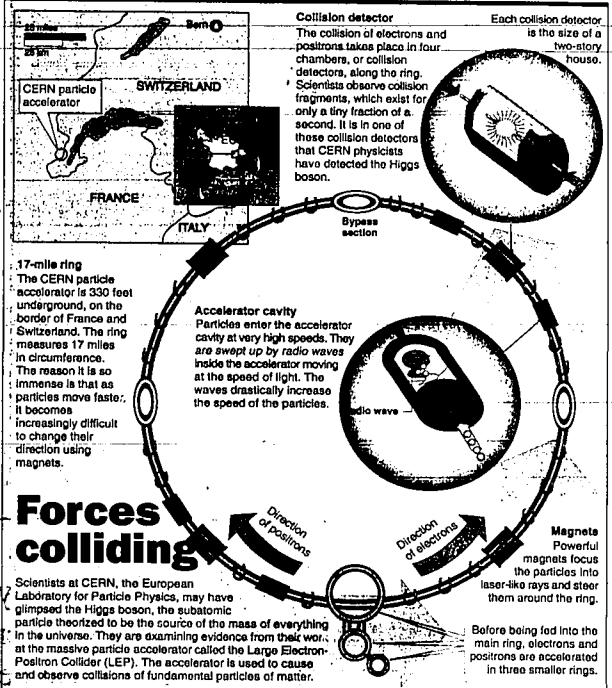 25 miles
25 km
Bern
SWITZERLAND
CERN particle
accelerator
FRANCE
ITALY
Collision detector
The collision of electrons and
positrons takes place in four
chambers, or collision
detectors, along the ring.
Scientists observe collision
fragments, which exist for
only a tiny fraction of a
second. It is in one of
these collision detectors
that CERN physicists
have detected the Higgs
boson.
Each collision detector
is the size of a
two-story
house.
Bypass
section
17-mile ring
The CERN particle
accelerator is 330 feet
underground, on the
border of France and
Switzerland. The ring
measures 17 miles
in circumference.
The reason it is so
immense is that as
particles move faster,
it becomes
increasingly difficult
to change their
direction using
magnets.
Accelerator cavity
Particles enter the accelerator
cavity at very high speeds. They
are swept up by radio waves
inside the accelerator moving
at the speed of light. The
waves drastically increase
the speed of the particles.
adio wave
Direction
of positrons
Direction
of electrons
Forces
colliding
Scientists at CERN, the European
Laboratory for Particle Physics, may have
glimpsed the Higgs boson, the subatomic
particle theorized to be the source of the mass of everything
in the universe. They are examining evidence from their wor
at the massive particle accelerator called the Large Electron-
Positron Collider (LEP). The accelerator is used to cause
and observe collisions of fundamental particles of matter.
Magnets
Powerful
magnets focus
the particles into
laser-like rays and steer
them around the ring.
Before being fed into the
main ring, electrons and
positrons are accelerated
in three smaller rings.